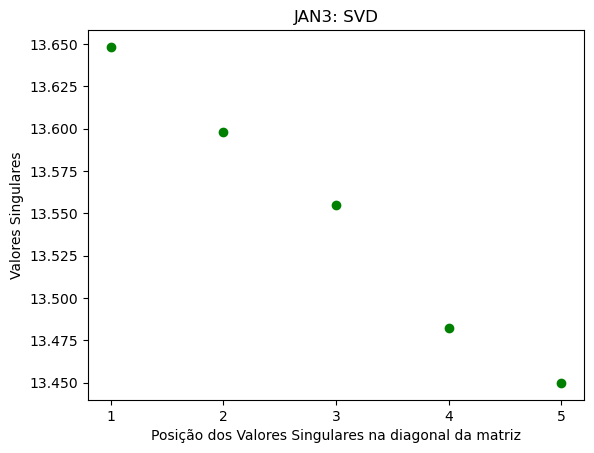 JAN3: SVD
Valores Singulares
13.650
13.625
13.600
13.575
13.550
13.525
13.500
13.475
13.450
1 2 3 4 5
Posição dos Valores Singulares na diagonal da matriz